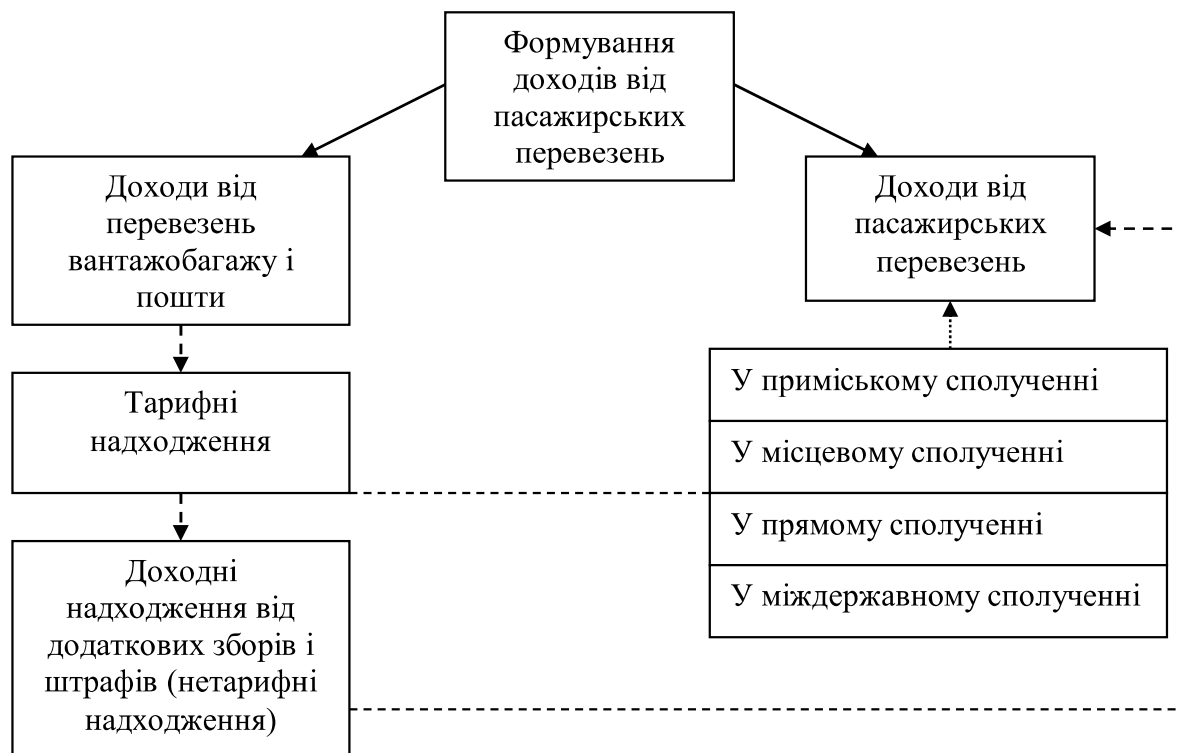 Формування
доходів від
пасажирських
перевезень
Доходи від
перевезень
вантажобагажу і
пошти
Доходи від
пасажирських
перевезень
Тарифні
надходження
У приміському сполученні
У місцевому сполученні
У прямому сполученні
У міждержавному сполученні
Доходні
надходження від
додаткових зборів і
штрафів (нетарифні
надходження)